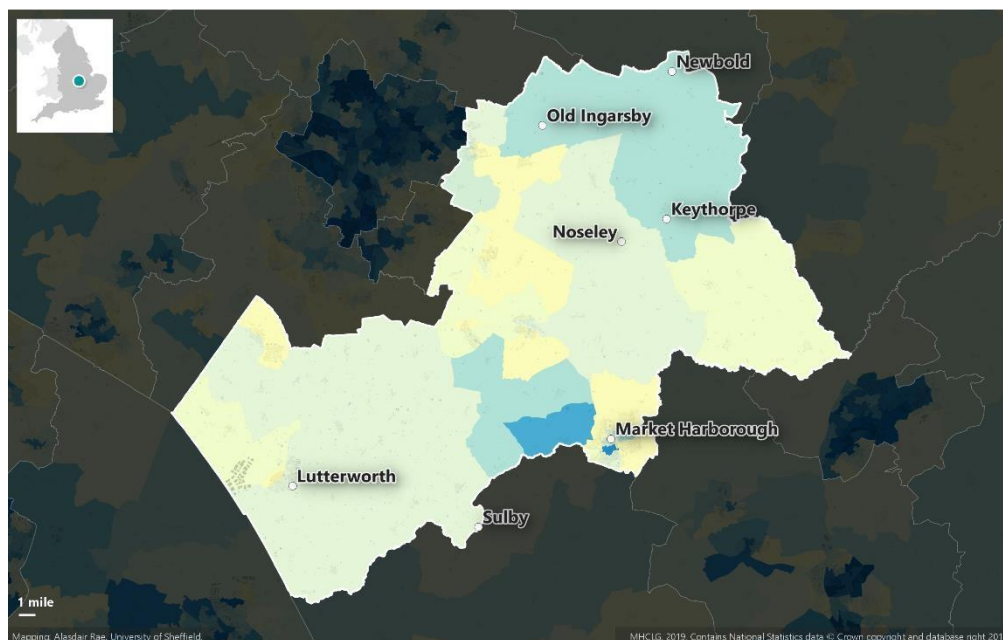 Newbold
Old Ingarsby
Keythorpe
Noseley
Market Harborough
Lutterworth
Sulby
1 mile
Mapping: Alasdair Rae, University of Sheffield.
MHCLG, 2019. Contains National Statistics data © Crown copyright and database right 201